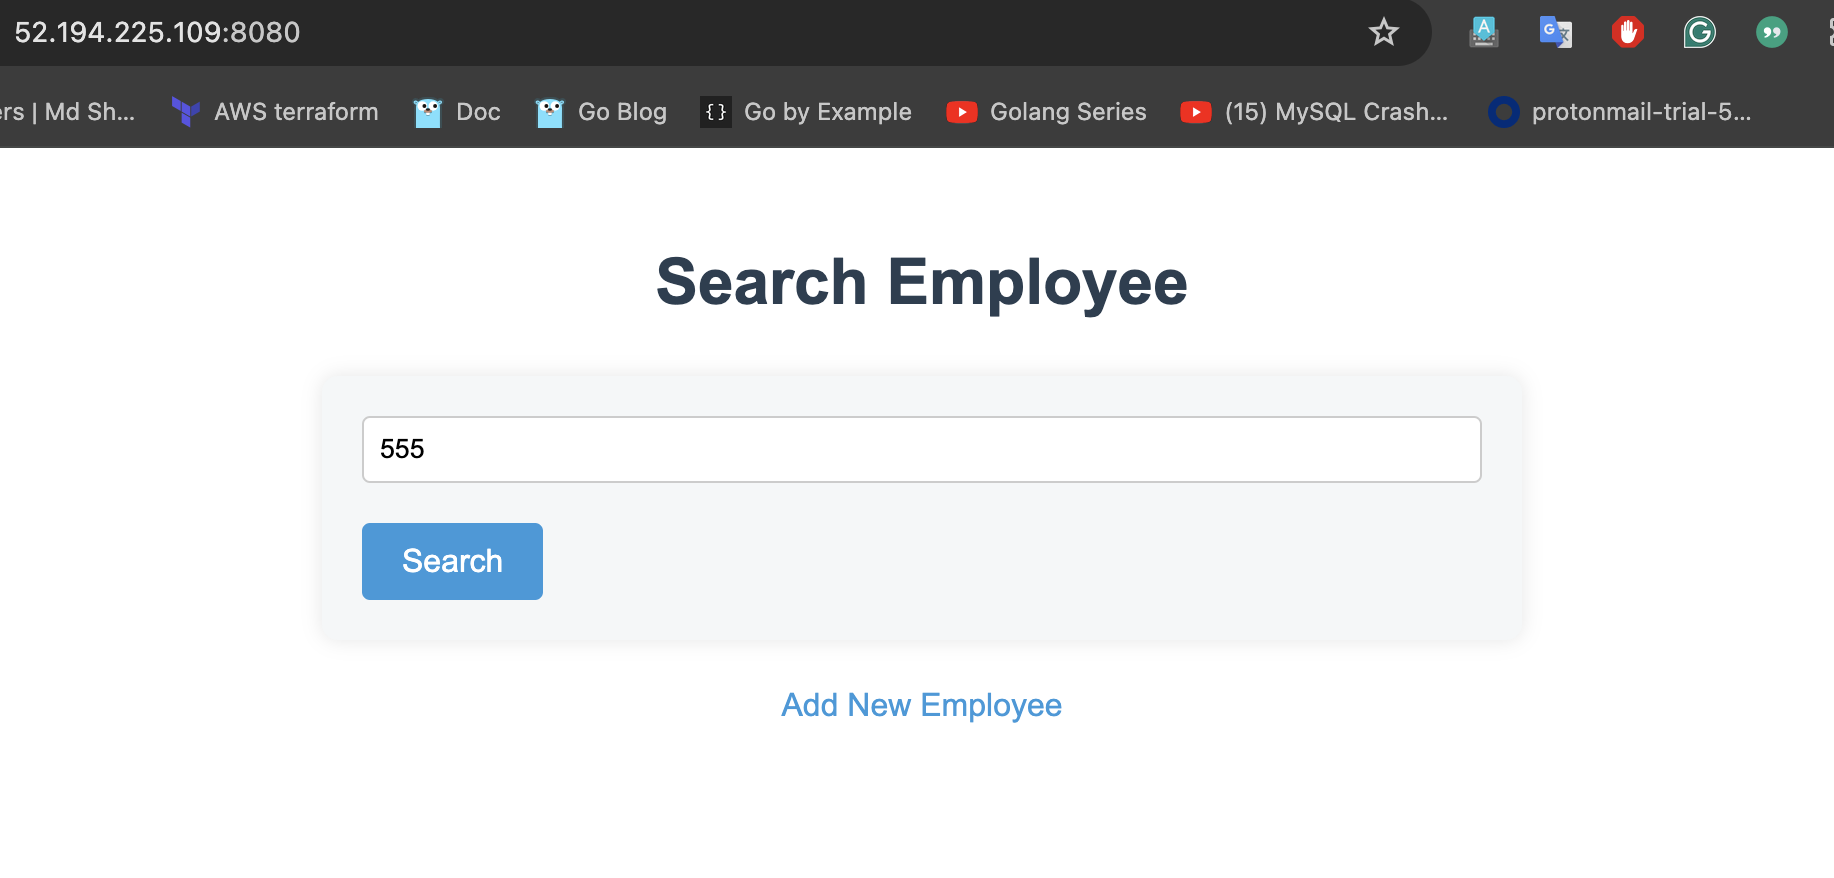 52.194.225.109:8080
ers | Md Sh... AWS terraform Doc Go Blog {} Go by Example Golang Series (15) MySQL Crash... protonmail-trial-5...
Search Employee
555
Search
Add New Employee